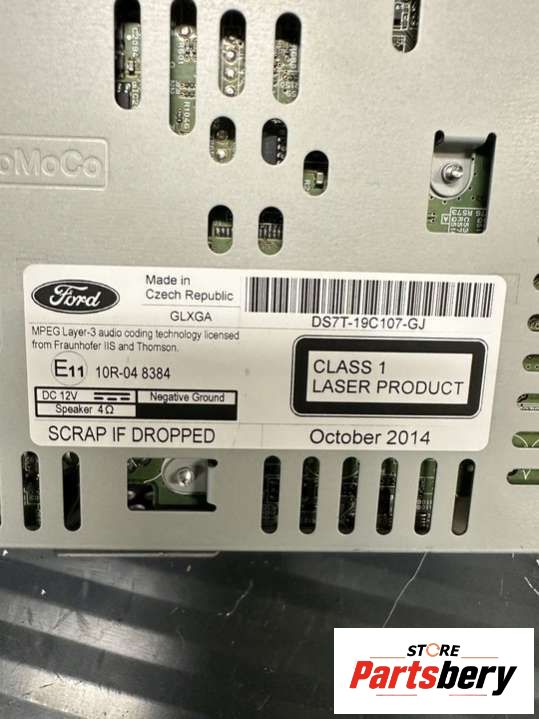 oMoCo
Ford
Made in
Czech Republic
GLXGA
DS7T-19C107-GJ
MPEG Layer-3 audio coding technology licensed
from Fraunhofer IIS and Thomson.
E11 10R-04 8384
CLASS 1
LASER PRODUCT
DC 12V
Negative Ground
Speaker 4Ω
SCRAP IF DROPPED
October 2014
STORE
Partsbery